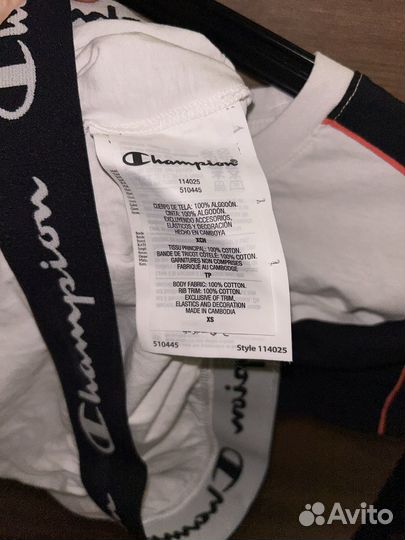 Champion
Champion
114025
510445
CUERPO DE TELA: 100% ALGODÓN.
CINTA: 100% ALGODÓN.
EXCLUYENDO ACCESORIOS,
ELÁSTICOS Y DECORACIÓN
HECHO EN CAMBOYA
XCH
TISSU PRINCIPAL: 100% COTON.
BANDE DE TRICOT CÔTELÉ: 100% COTON.
GARNITURES NON COMPRISES
FABRIQUÉ AU CAMBODGE
TP
BODY FABRIC: 100% COTTON.
RIB TRIM: 100% COTTON.
EXCLUSIVE OF TRIM,
ELASTICS AND DECORATION
MADE IN CAMBODIA
XS
510445 Style 114025
Champion
Champion
Avito